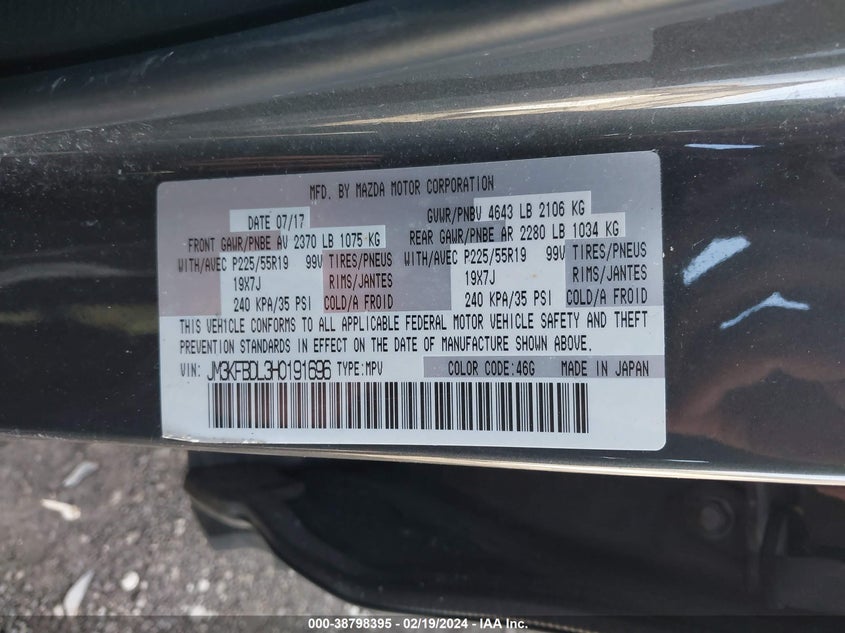 MFD. BY MAZDA MOTOR CORPORATION
DATE 07/17 GVWR/PNBV 4643 LB 2106 KG
FRONT GAWR/PNBE AV 2370 LB 1075 KG REAR GAWR/PNBE AR 2280 LB 1034 KG
WITH/AVEC P225/55R19 99V TIRES/PNEUS WITH/AVEC P225/55R19 99V TIRES/PNEUS
19X7J RIMS/JANTES 19X7J RIMS/JANTES
240 KPA/35 PSI COLD/A FROID 240 KPA/35 PSI COLD/A FROID
THIS VEHICLE CONFORMS TO ALL APPLICABLE FEDERAL MOTOR VEHICLE SAFETY AND THEFT
PREVENTION STANDARDS IN EFFECT ON THE DATE OF MANUFACTURE SHOWN ABOVE.
VIN: JM3KFBDL3H0191696 TYPE:MPV COLOR CODE:46G MADE IN JAPAN
000-38798395 - 02/19/2024 - IAA Inc.